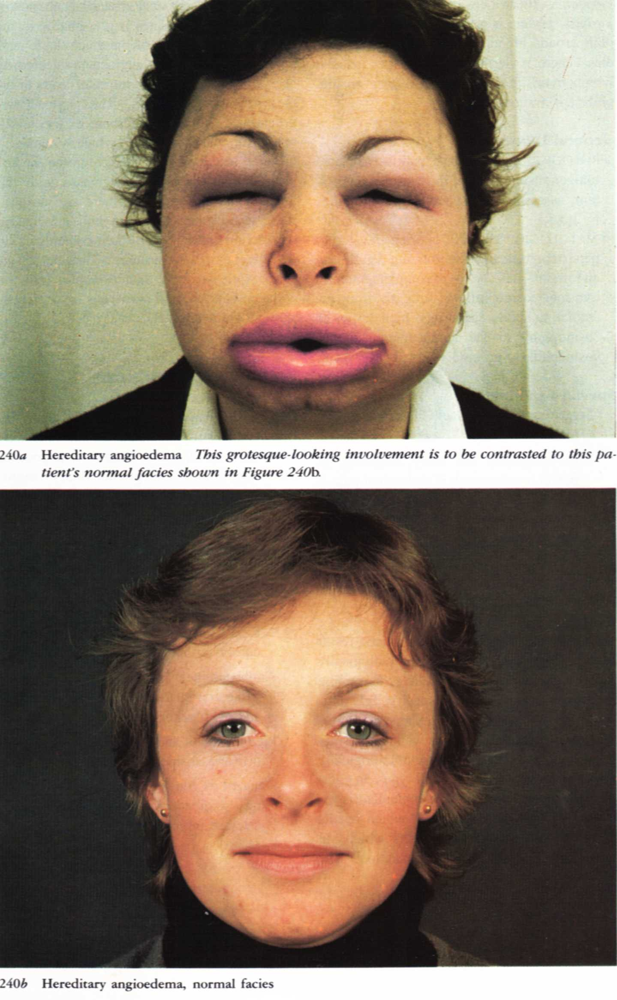 240a Hereditary angioedema This grotesque-looking involvement is to be contrasted to this pa-
tient's normal facies shown in Figure 240b.
240b Hereditary angioedema, normal facies